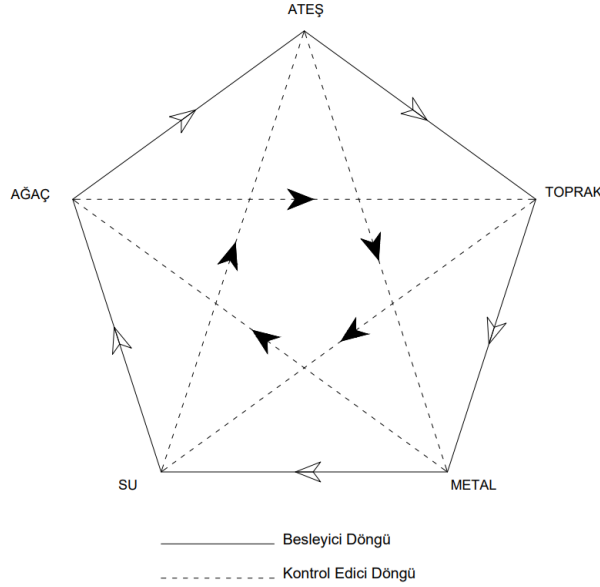 ATEŞ
AĞAÇ
TOPRAK
SU
METAL
Besleyici Döngü
Kontrol Edici Döngü